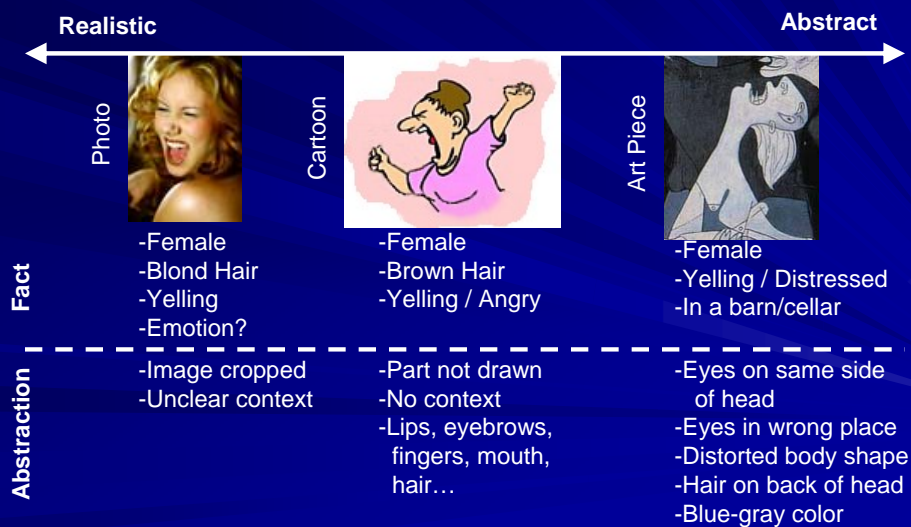 Realistic
Abstract
Photo
Cartoon
Art Piece
Fact
-Female
-Blond Hair
-Yelling
-Emotion?
-Female
-Brown Hair
-Yelling / Angry
-Female
-Yelling / Distressed
-In a barn/cellar
Abstraction
-Image cropped
-Unclear context
-Part not drawn
-No context
-Lips, eyebrows,
fingers, mouth,
hair…
-Eyes on same side
of head
-Eyes in wrong place
-Distorted body shape
-Hair on back of head
-Blue-gray color